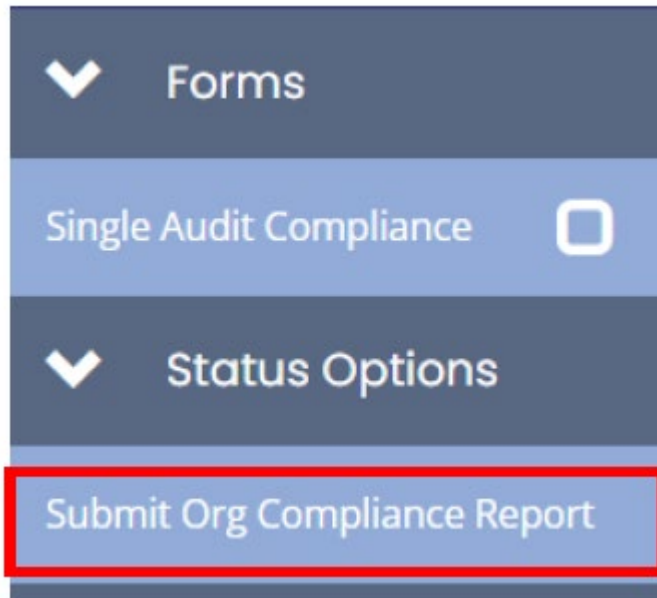 Forms
Single Audit Compliance
Status Options
Submit Org Compliance Report